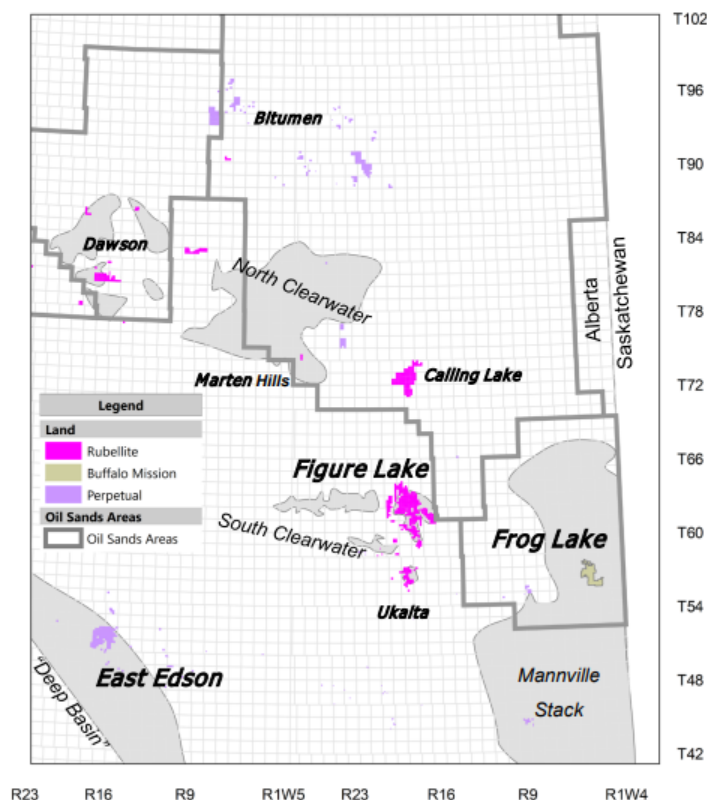 T102
T96
Bitumen
T90
T84
Dawson
North Clearwater
Alberta
Saskatchewan
T78
Marten Hills
Calling Lake
T72
Legend
Land
Rubellite
Buffalo Mission
Perpetual
Oil Sands Areas
Oil Sands Areas
Figure Lake
T66
South Clearwater
Frog Lake
T60
Ukalta
T54
East Edson
"Deep Basin"
Mannville
Stack
T48
T42
R23 R16 R9 R1W5 R23 R16 R9 R1W4